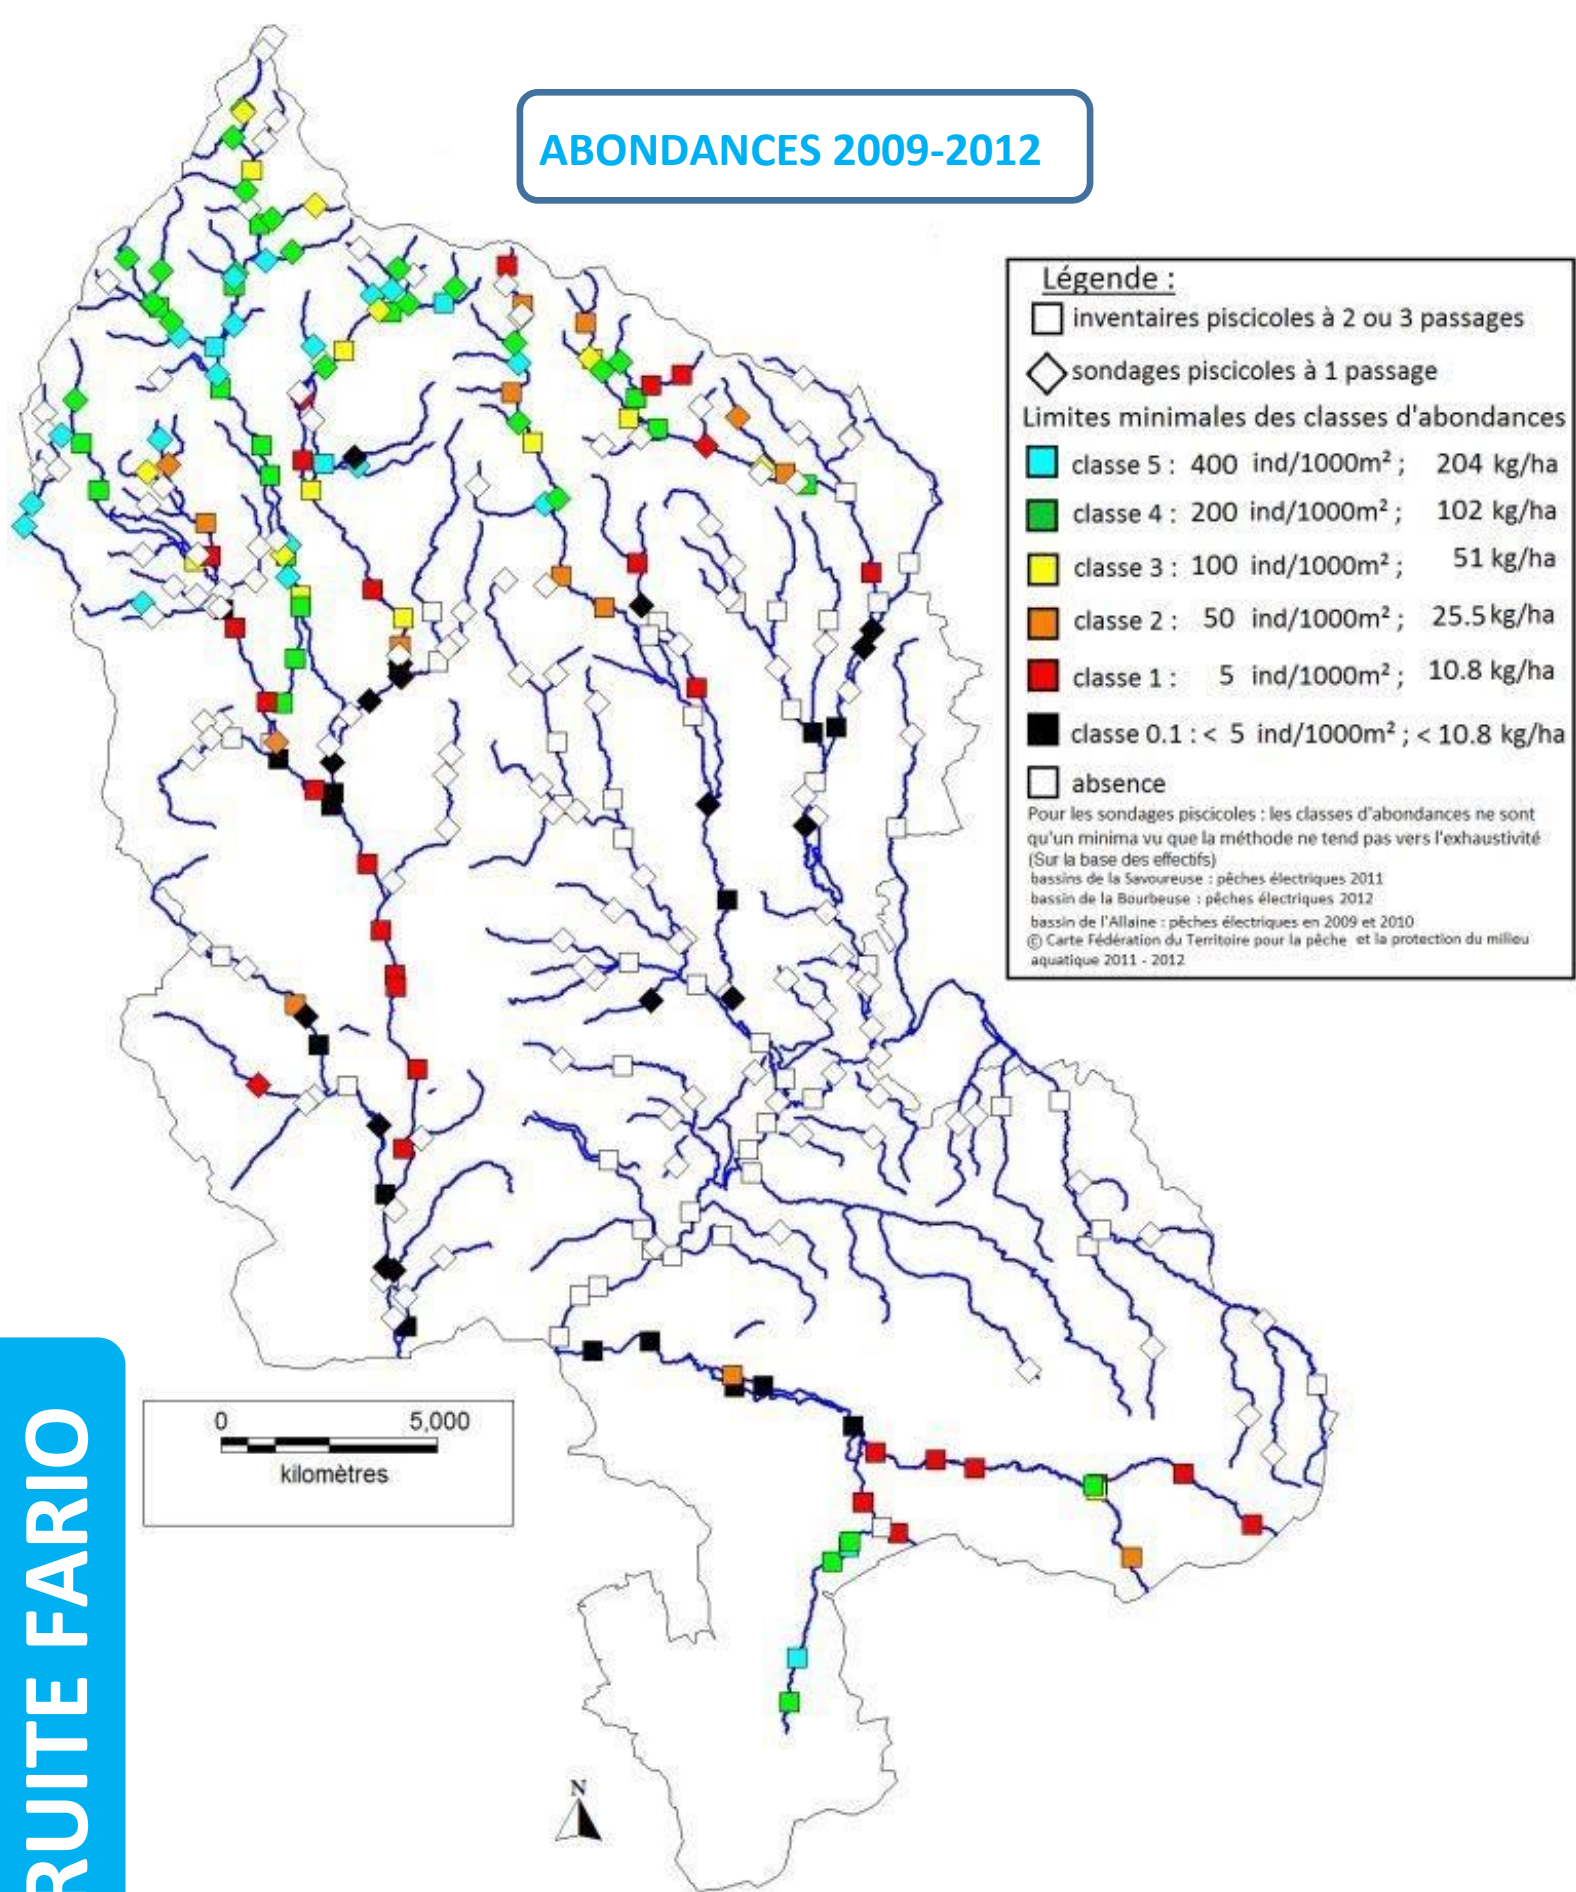 ABONDANCES 2009-2012
Légende :
inventaires piscicoles à 2 ou 3 passages
sondages piscicoles à 1 passage
Limites minimales des classes d'abondances
classe 5 : 400 ind/1000m² ; 204 kg/ha
classe 4 : 200 ind/1000m² ; 102 kg/ha
classe 3 : 100 ind/1000m² ; 51 kg/ha
classe 2 : 50 ind/1000m² ; 25.5 kg/ha
classe 1 : 5 ind/1000m² ; 10.8 kg/ha
classe 0.1 : < 5 ind/1000m² ; < 10.8 kg/ha
absence
Pour les sondages piscicoles : les classes d'abondances ne sont
qu'un minima vu que la méthode ne tend pas vers l'exhaustivité
(Sur la base des effectifs)
bassins de la Savoureuse : pêches électriques 2011
bassin de la Bourbeuse : pêches électriques 2012
bassin de l'Allaine : pêches électriques en 2009 et 2010
© Carte Fédération du Territoire pour la pêche et la protection du milieu
aquatique 2011 - 2012
0 5,000
kilomètres
N
RUITE FARIO